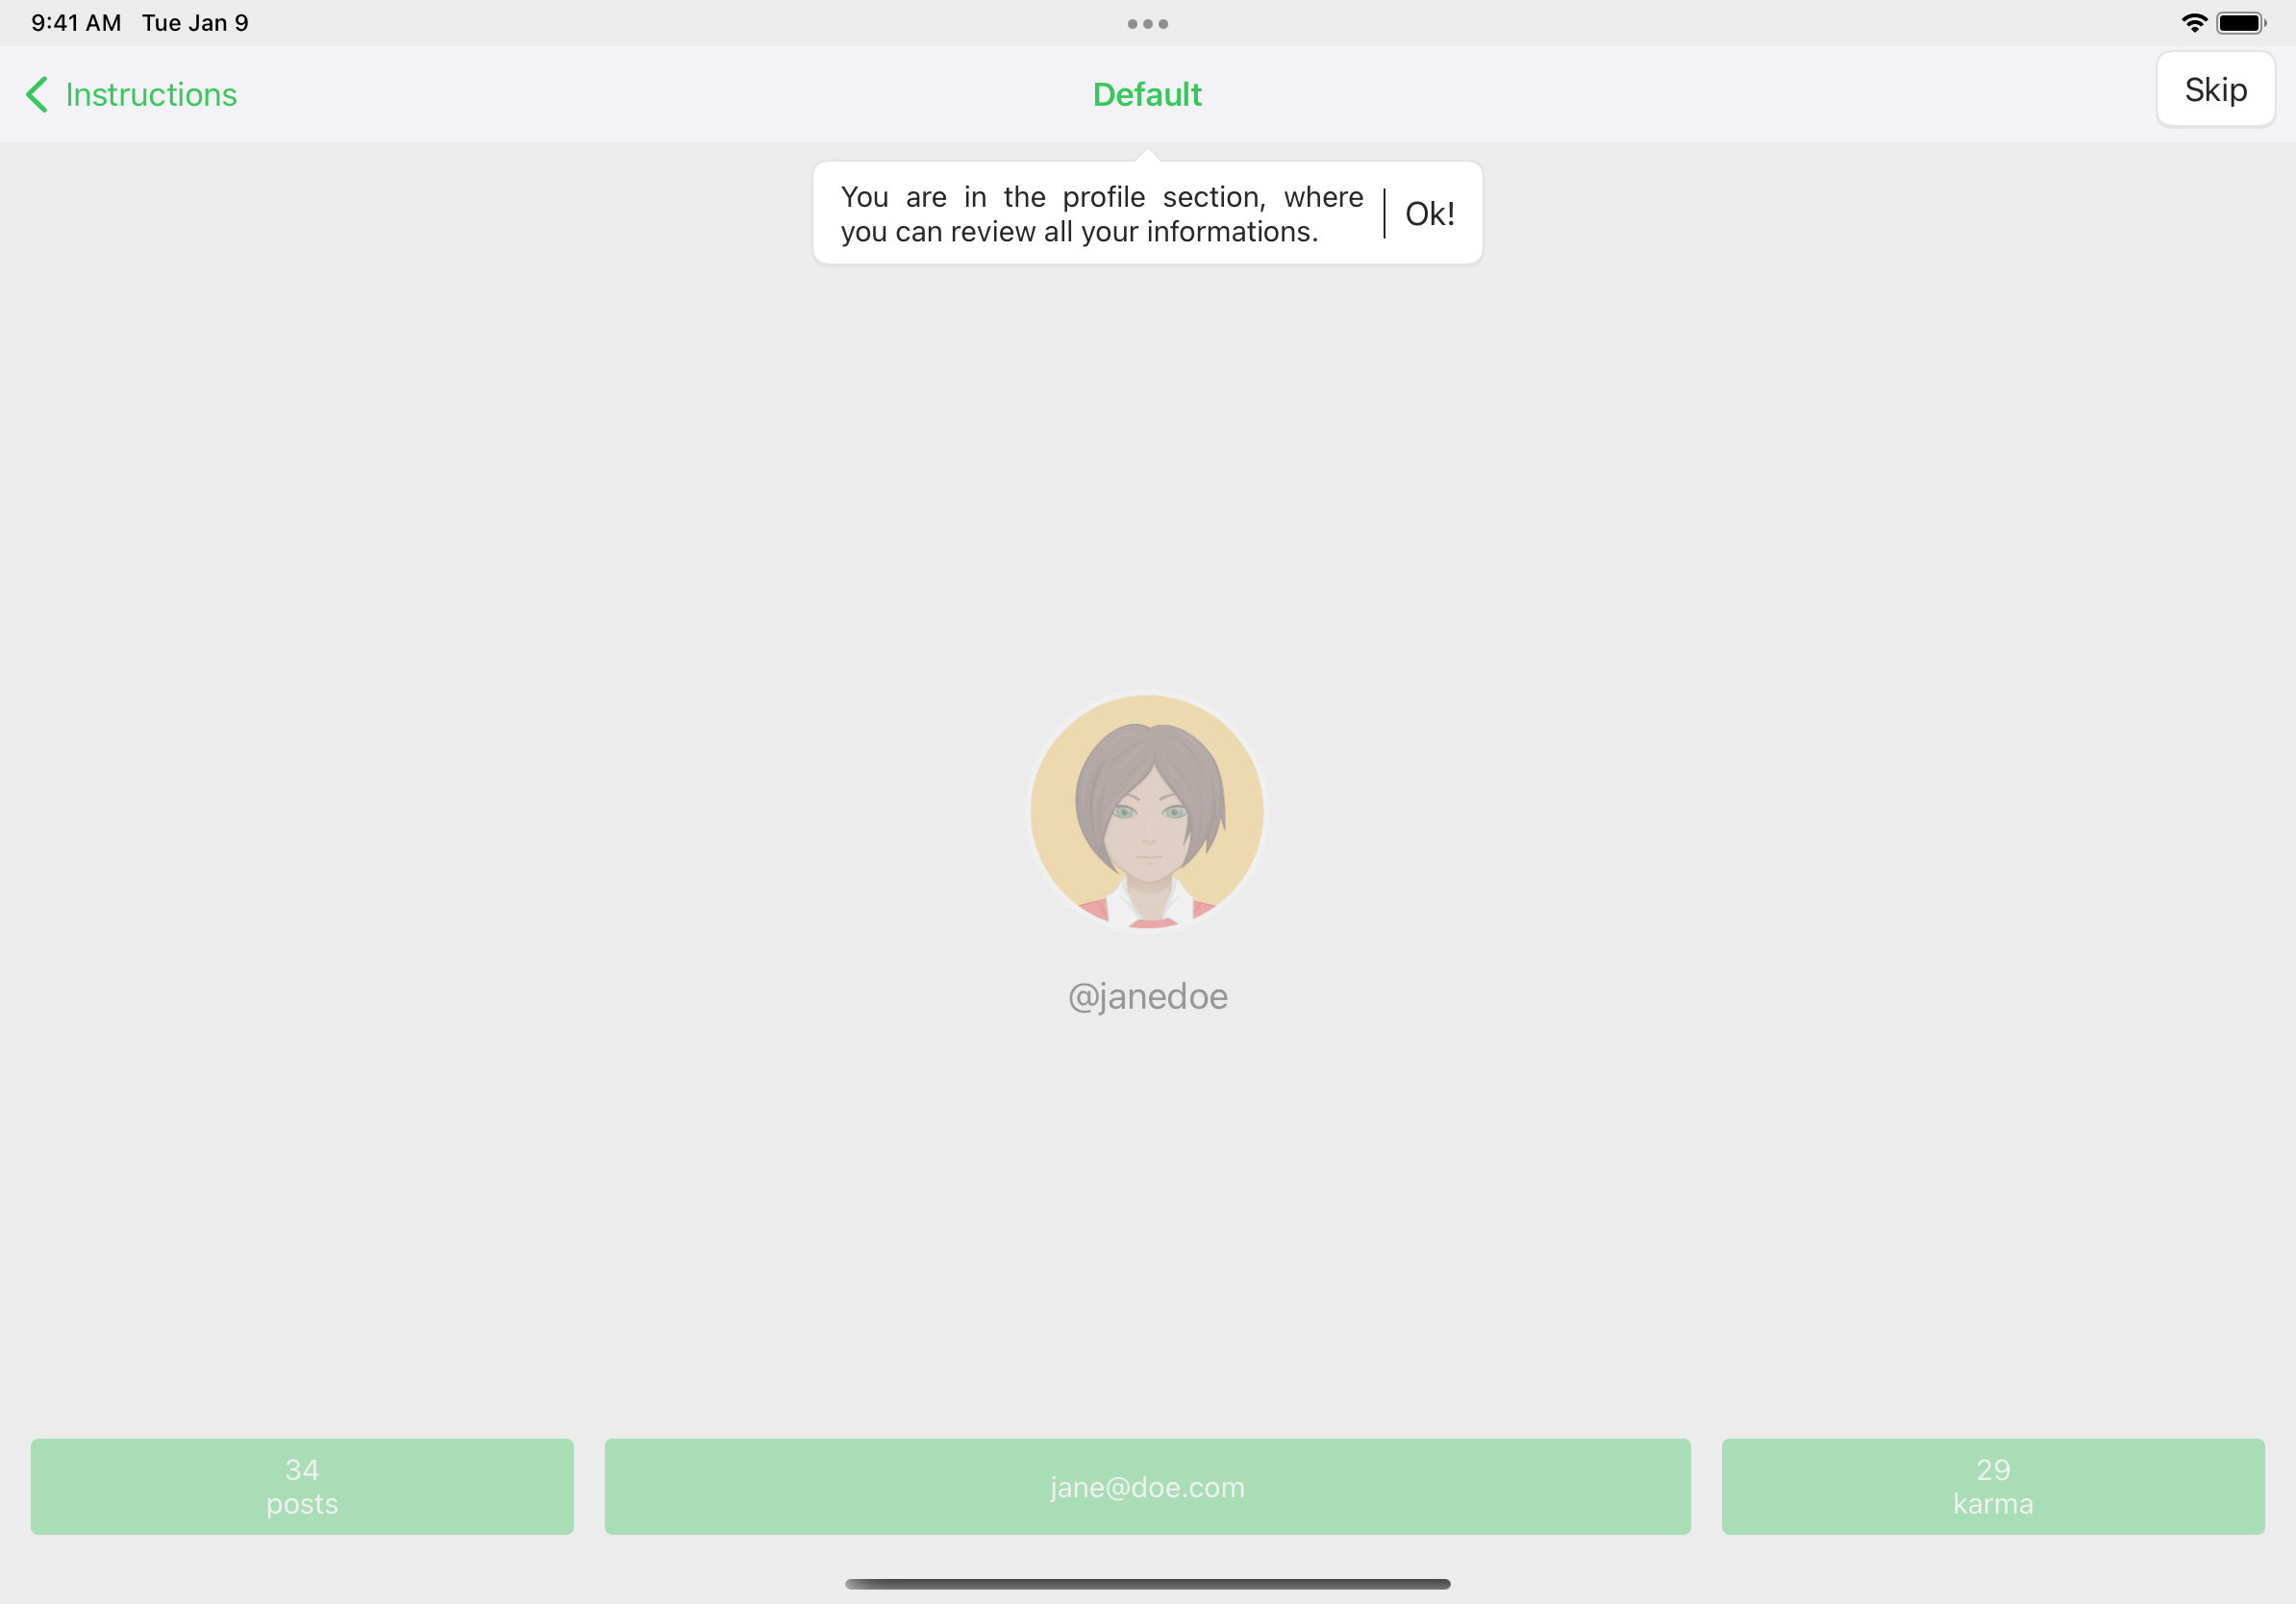 9:41 AM Tue Jan 9
Instructions
Default
Skip
You are in the profile section, where
you can review all your informations.
Ok!
@janedoe
34
posts
jane@doe.com
29
karma